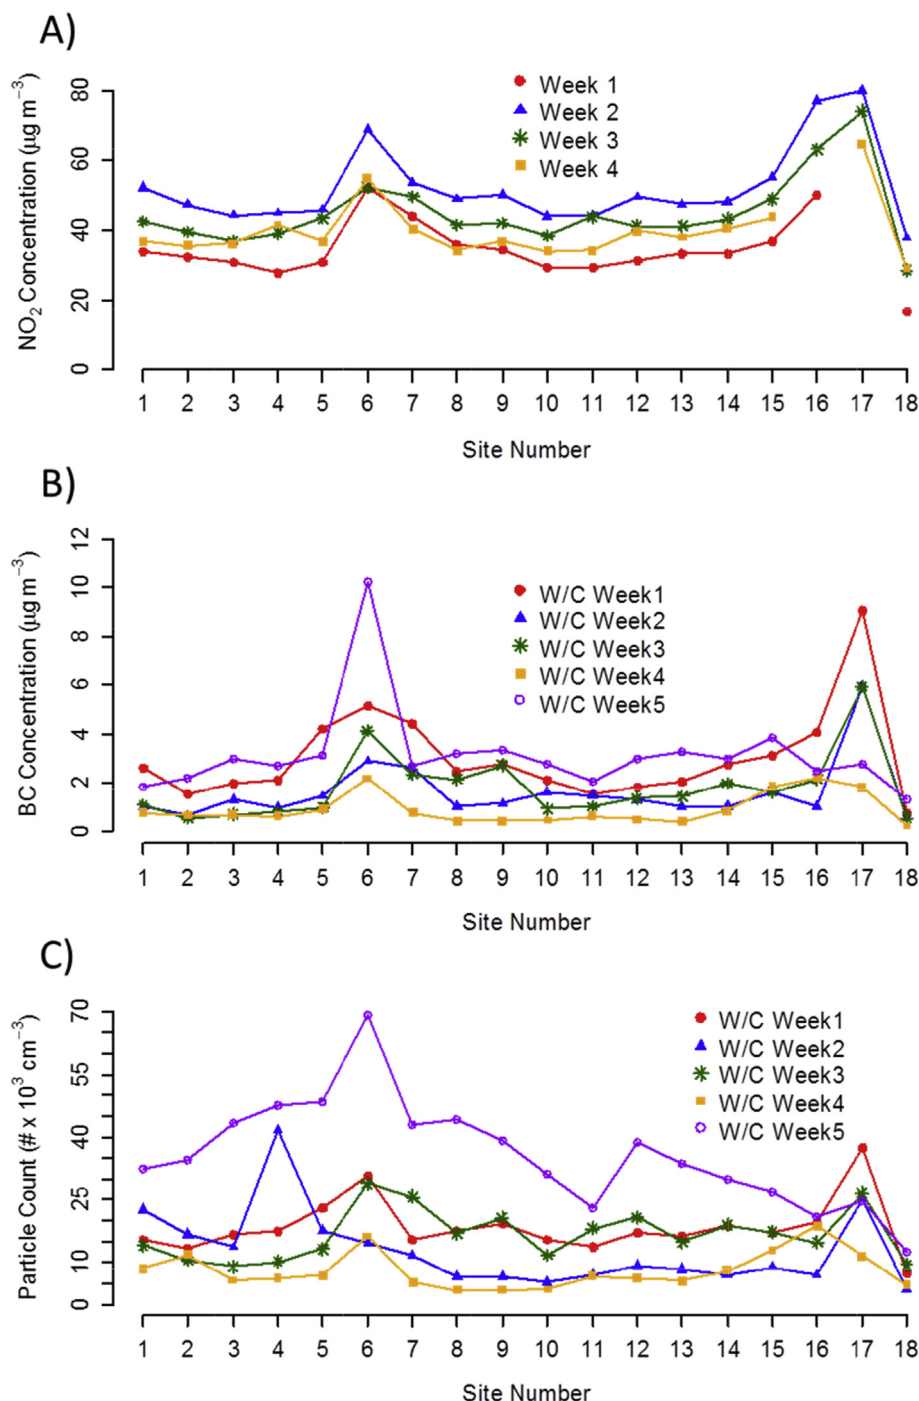 A)
NO₂ Concentration (µg m⁻³)
80
60
40
20
0
Week 1
Week 2
Week 3
Week 4
1 2 3 4 5 6 7 8 9 10 11 12 13 14 15 16 17 18
Site Number
B)
BC Concentration (µg m⁻³)
12
10
8
6
4
2
0
W/C Week1
W/C Week2
W/C Week3
W/C Week4
W/C Week5
1 2 3 4 5 6 7 8 9 10 11 12 13 14 15 16 17 18
Site Number
C)
Particle Count (# x 10³ cm⁻³)
70
55
40
25
10
0
W/C Week1
W/C Week2
W/C Week3
W/C Week4
W/C Week5
1 2 3 4 5 6 7 8 9 10 11 12 13 14 15 16 17 18
Site Number